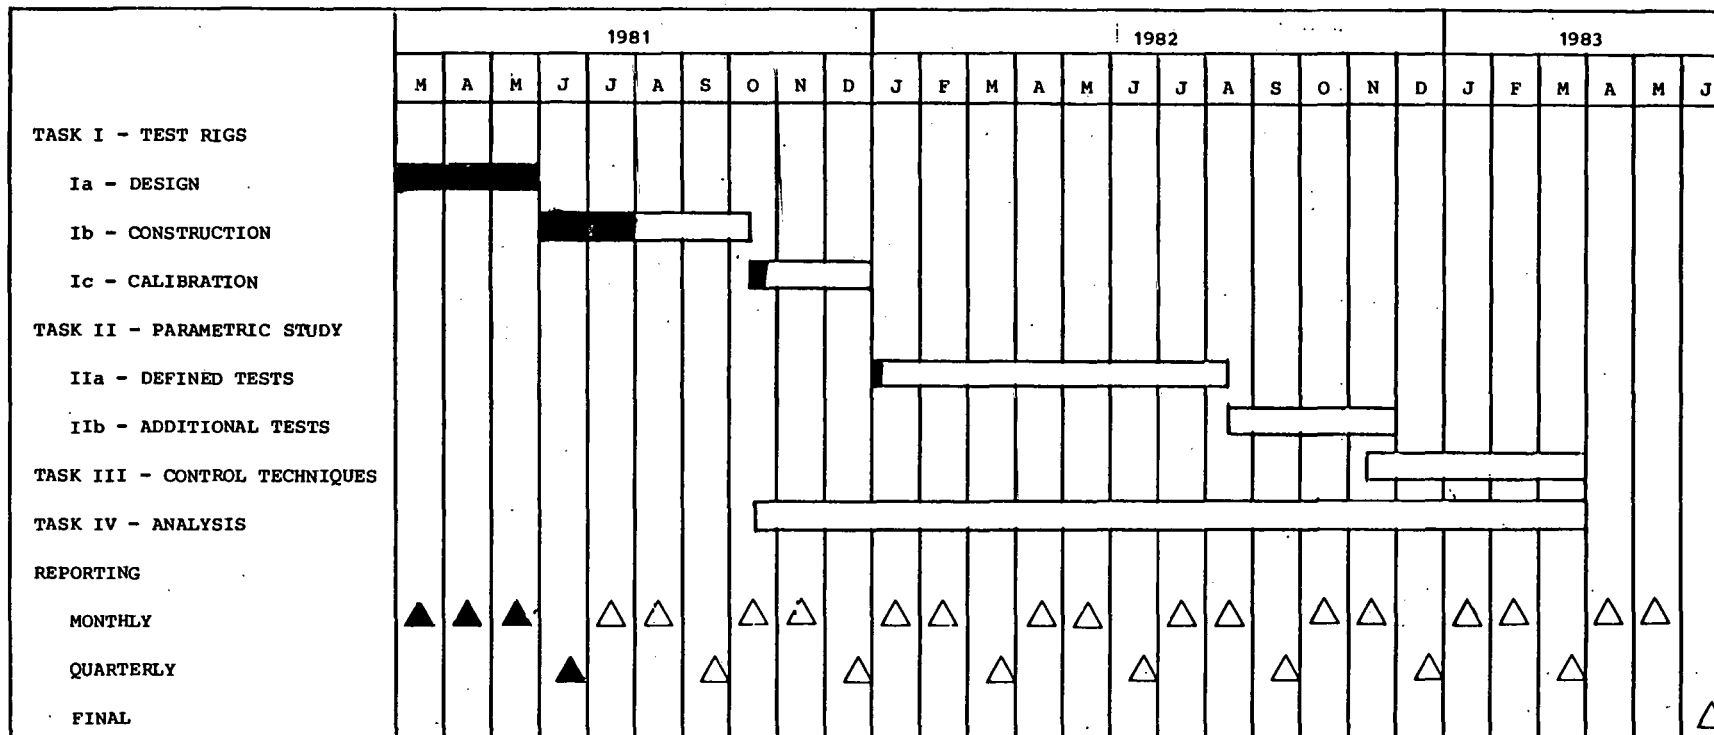 1981 1982 1983
M A M J J A S O N D J F M A M J J A S O N D J F M A M J
TASK I - TEST RIGS
Ia - DESIGN
Ib - CONSTRUCTION
Ic - CALIBRATION
TASK II - PARAMETRIC STUDY
IIa - DEFINED TESTS
IIb - ADDITIONAL TESTS
TASK III - CONTROL TECHNIQUES
TASK IV - ANALYSIS
REPORTING
MONTHLY
QUARTERLY
FINAL